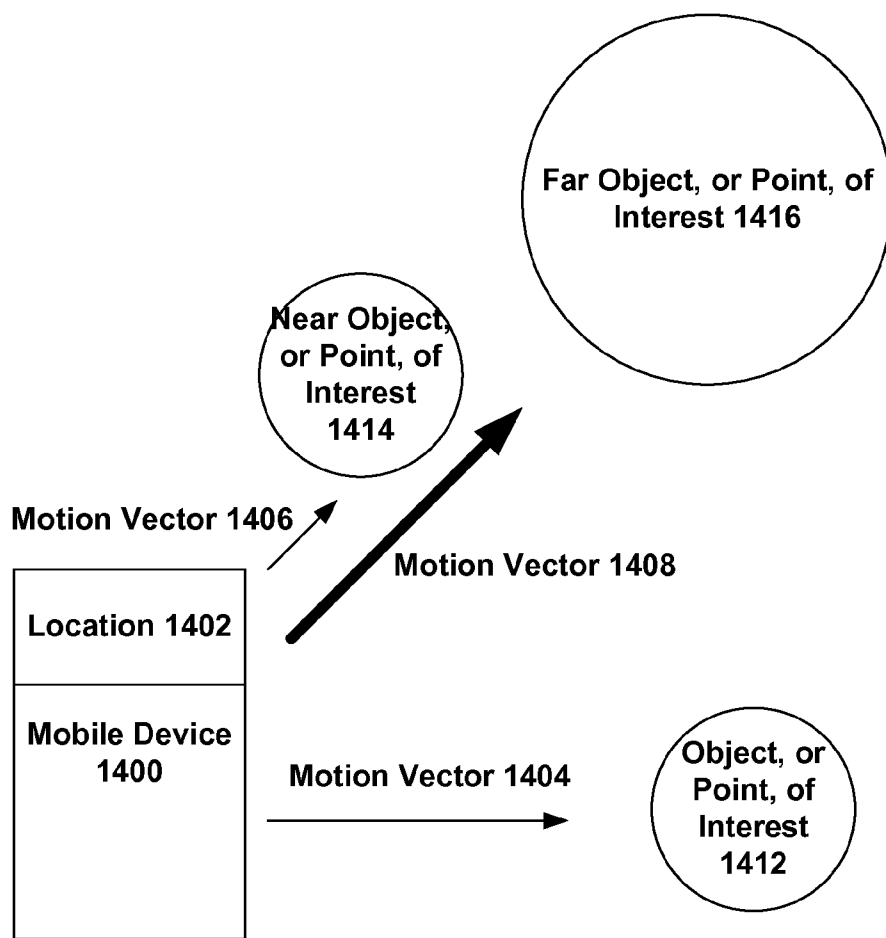 Far Object, or Point, of
Interest 1416
Near Object,
or Point, of
Interest
1414
Motion Vector 1406
Motion Vector 1408
Location 1402
Mobile Device
1400
Motion Vector 1404
Object, or
Point, of
Interest
1412